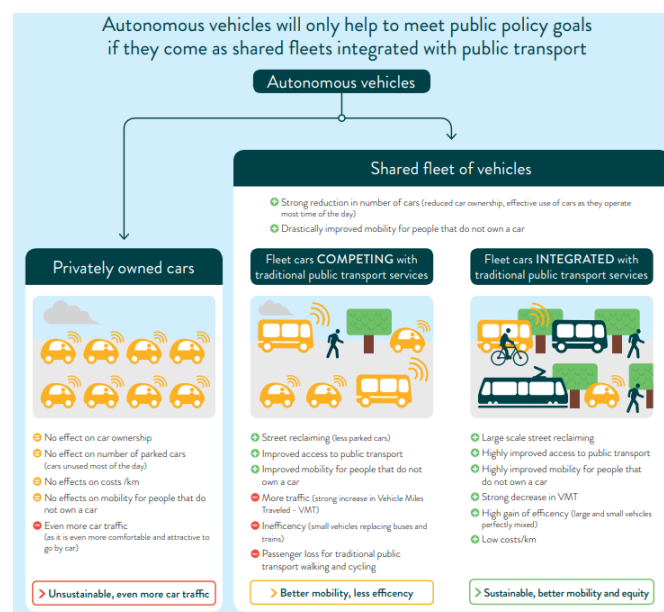 Autonomous vehicles will only help to meet public policy goals
if they come as shared fleets integrated with public transport
Autonomous vehicles
Shared fleet of vehicles
Strong reduction in number of cars (reduced car ownership, effective use of cars as they operate
most time of the day)
Drastically improved mobility for people that do not own a car
Privately owned cars
No effect on car ownership
No effect on number of parked cars
(cars unused most of the day)
No effects on costs /km
No effects on mobility for people that do
not own a car
Even more car traffic
(as it is even more comfortable and attractive to
go by car)
Unsustainable, even more car traffic
Fleet cars COMPETING with
traditional public transport services
Street reclaiming (less parked cars)
Improved access to public transport
Improved mobility for people that do not
own a car
More traffic (strong increase in Vehicle Miles
Traveled - VMT)
Inefficency (small vehicles replacing buses and
trains)
Passenger loss for traditional public
transport walking and cycling
Better mobility, less efficency
Fleet a cars INTEGRATED with
traditional public transport services
Large scale street reclaiming
Highly improved access to public transport
Highly improved mobility for people that
do not own a car
Strong decrease in VMT
High gain of efficency (large and small vehicles
perfectly mixed)
Low costs/km
Sustainable, better mobility and equity